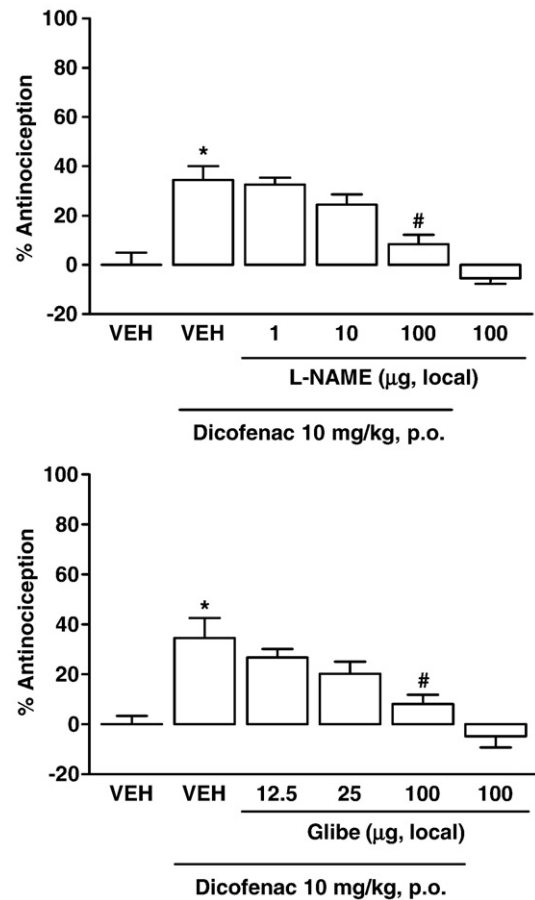 100
80
60
40
20
0
-20
% Antinociception
*
#
VEH VEH 1 10 100 100
L-NAME (μg, local)
Dicofenac 10 mg/kg, p.o.
100
80
60
40
20
0
-20
% Antinociception
*
#
VEH VEH 12.5 25 100 100
Glibe (μg, local)
Dicofenac 10 mg/kg, p.o.